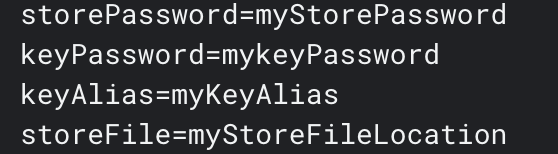 storePassword=myStorePassword
keyPassword=mykeyPassword
keyAlias=myKeyAlias
storeFile=myStoreFileLocation